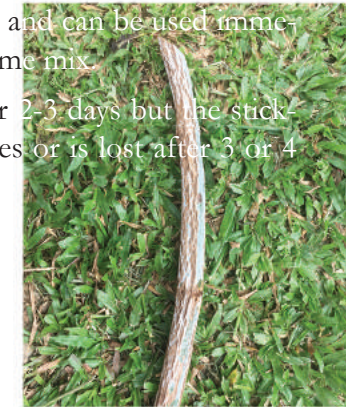 and can be used imme-
me mix.
r 2-3 days but the stick-
es or is lost after 3 or 4